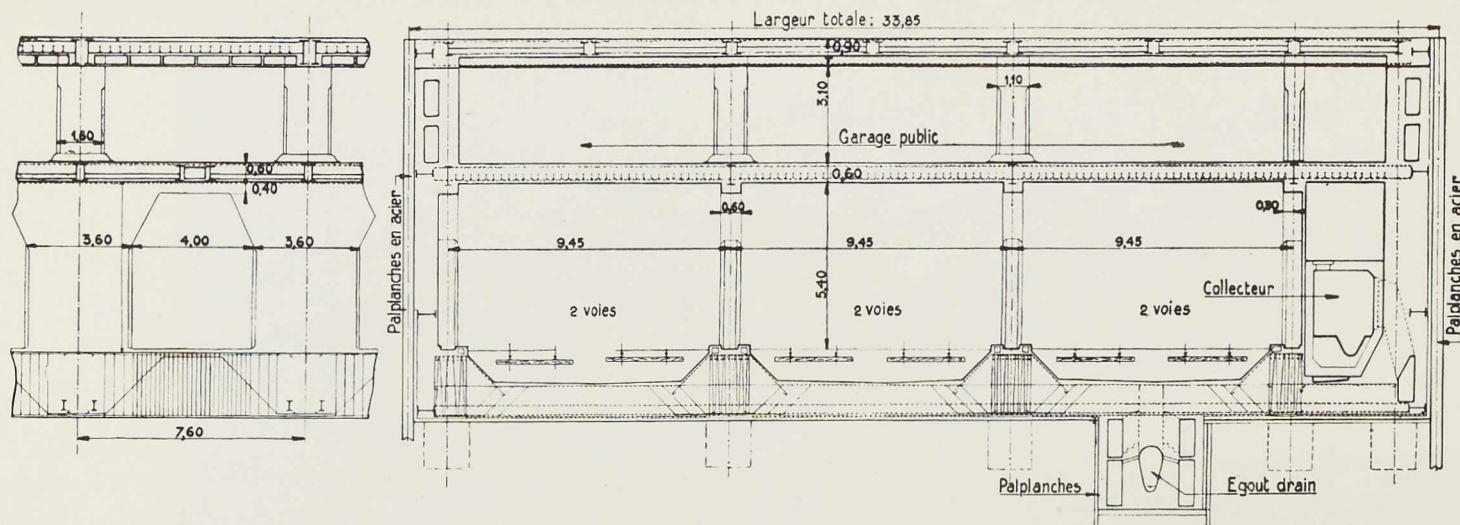 Largeur totale: 33,85
0,90
3,10
1,10
Garage public
1,60
0,60
0,40
0,60
0,60
0,80
3,60
4,00
3,60
9,45
9,45
9,45
5,40
Palplanches en acier
Palplanches en acier
Collecteur
2 voies
2 voies
2 voies
7,60
Palplanches
Egout drain